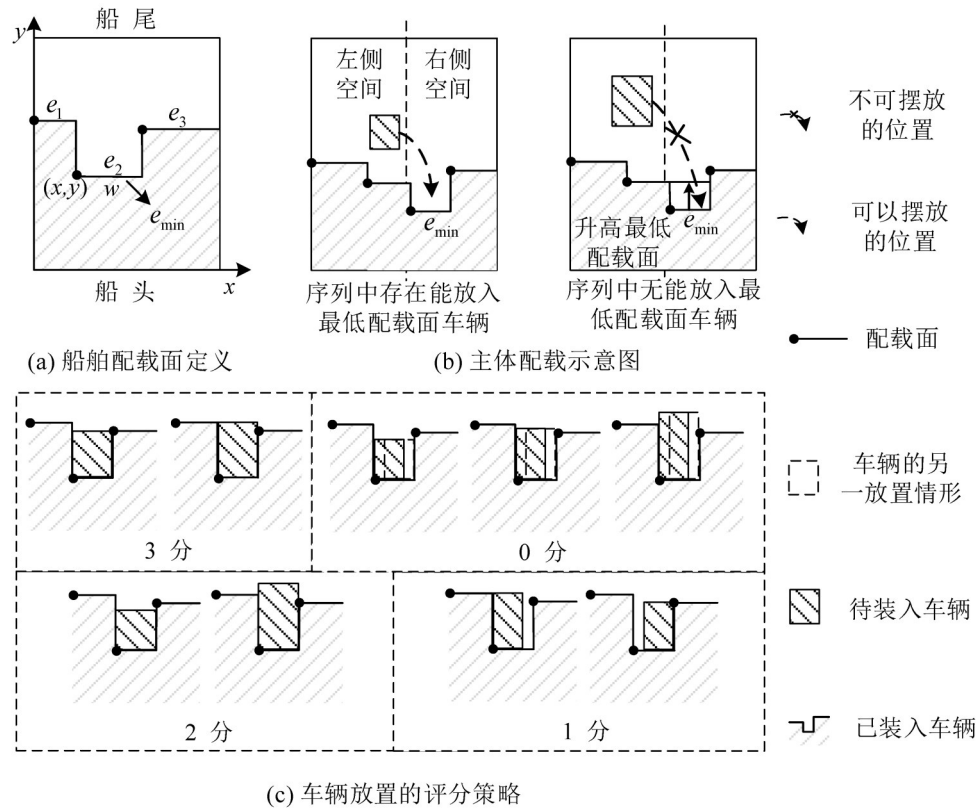 y
船 尾
e1
e3
e2
(x,y)
w
emin
船 头
x
(a) 船舶配载面定义
左侧
空间
右侧
空间
emin
序列中存在能放入
最低配载面车辆
升高最低
配载面
emin
序列中无能放入最
低配载面车辆
(b) 主体配载示意图
不可摆放
的位置
可以摆放
的位置
配载面
车辆的另
一放置情形
待装入车辆
已装入车辆
3 分
0 分
2 分
1 分
(c) 车辆放置的评分策略